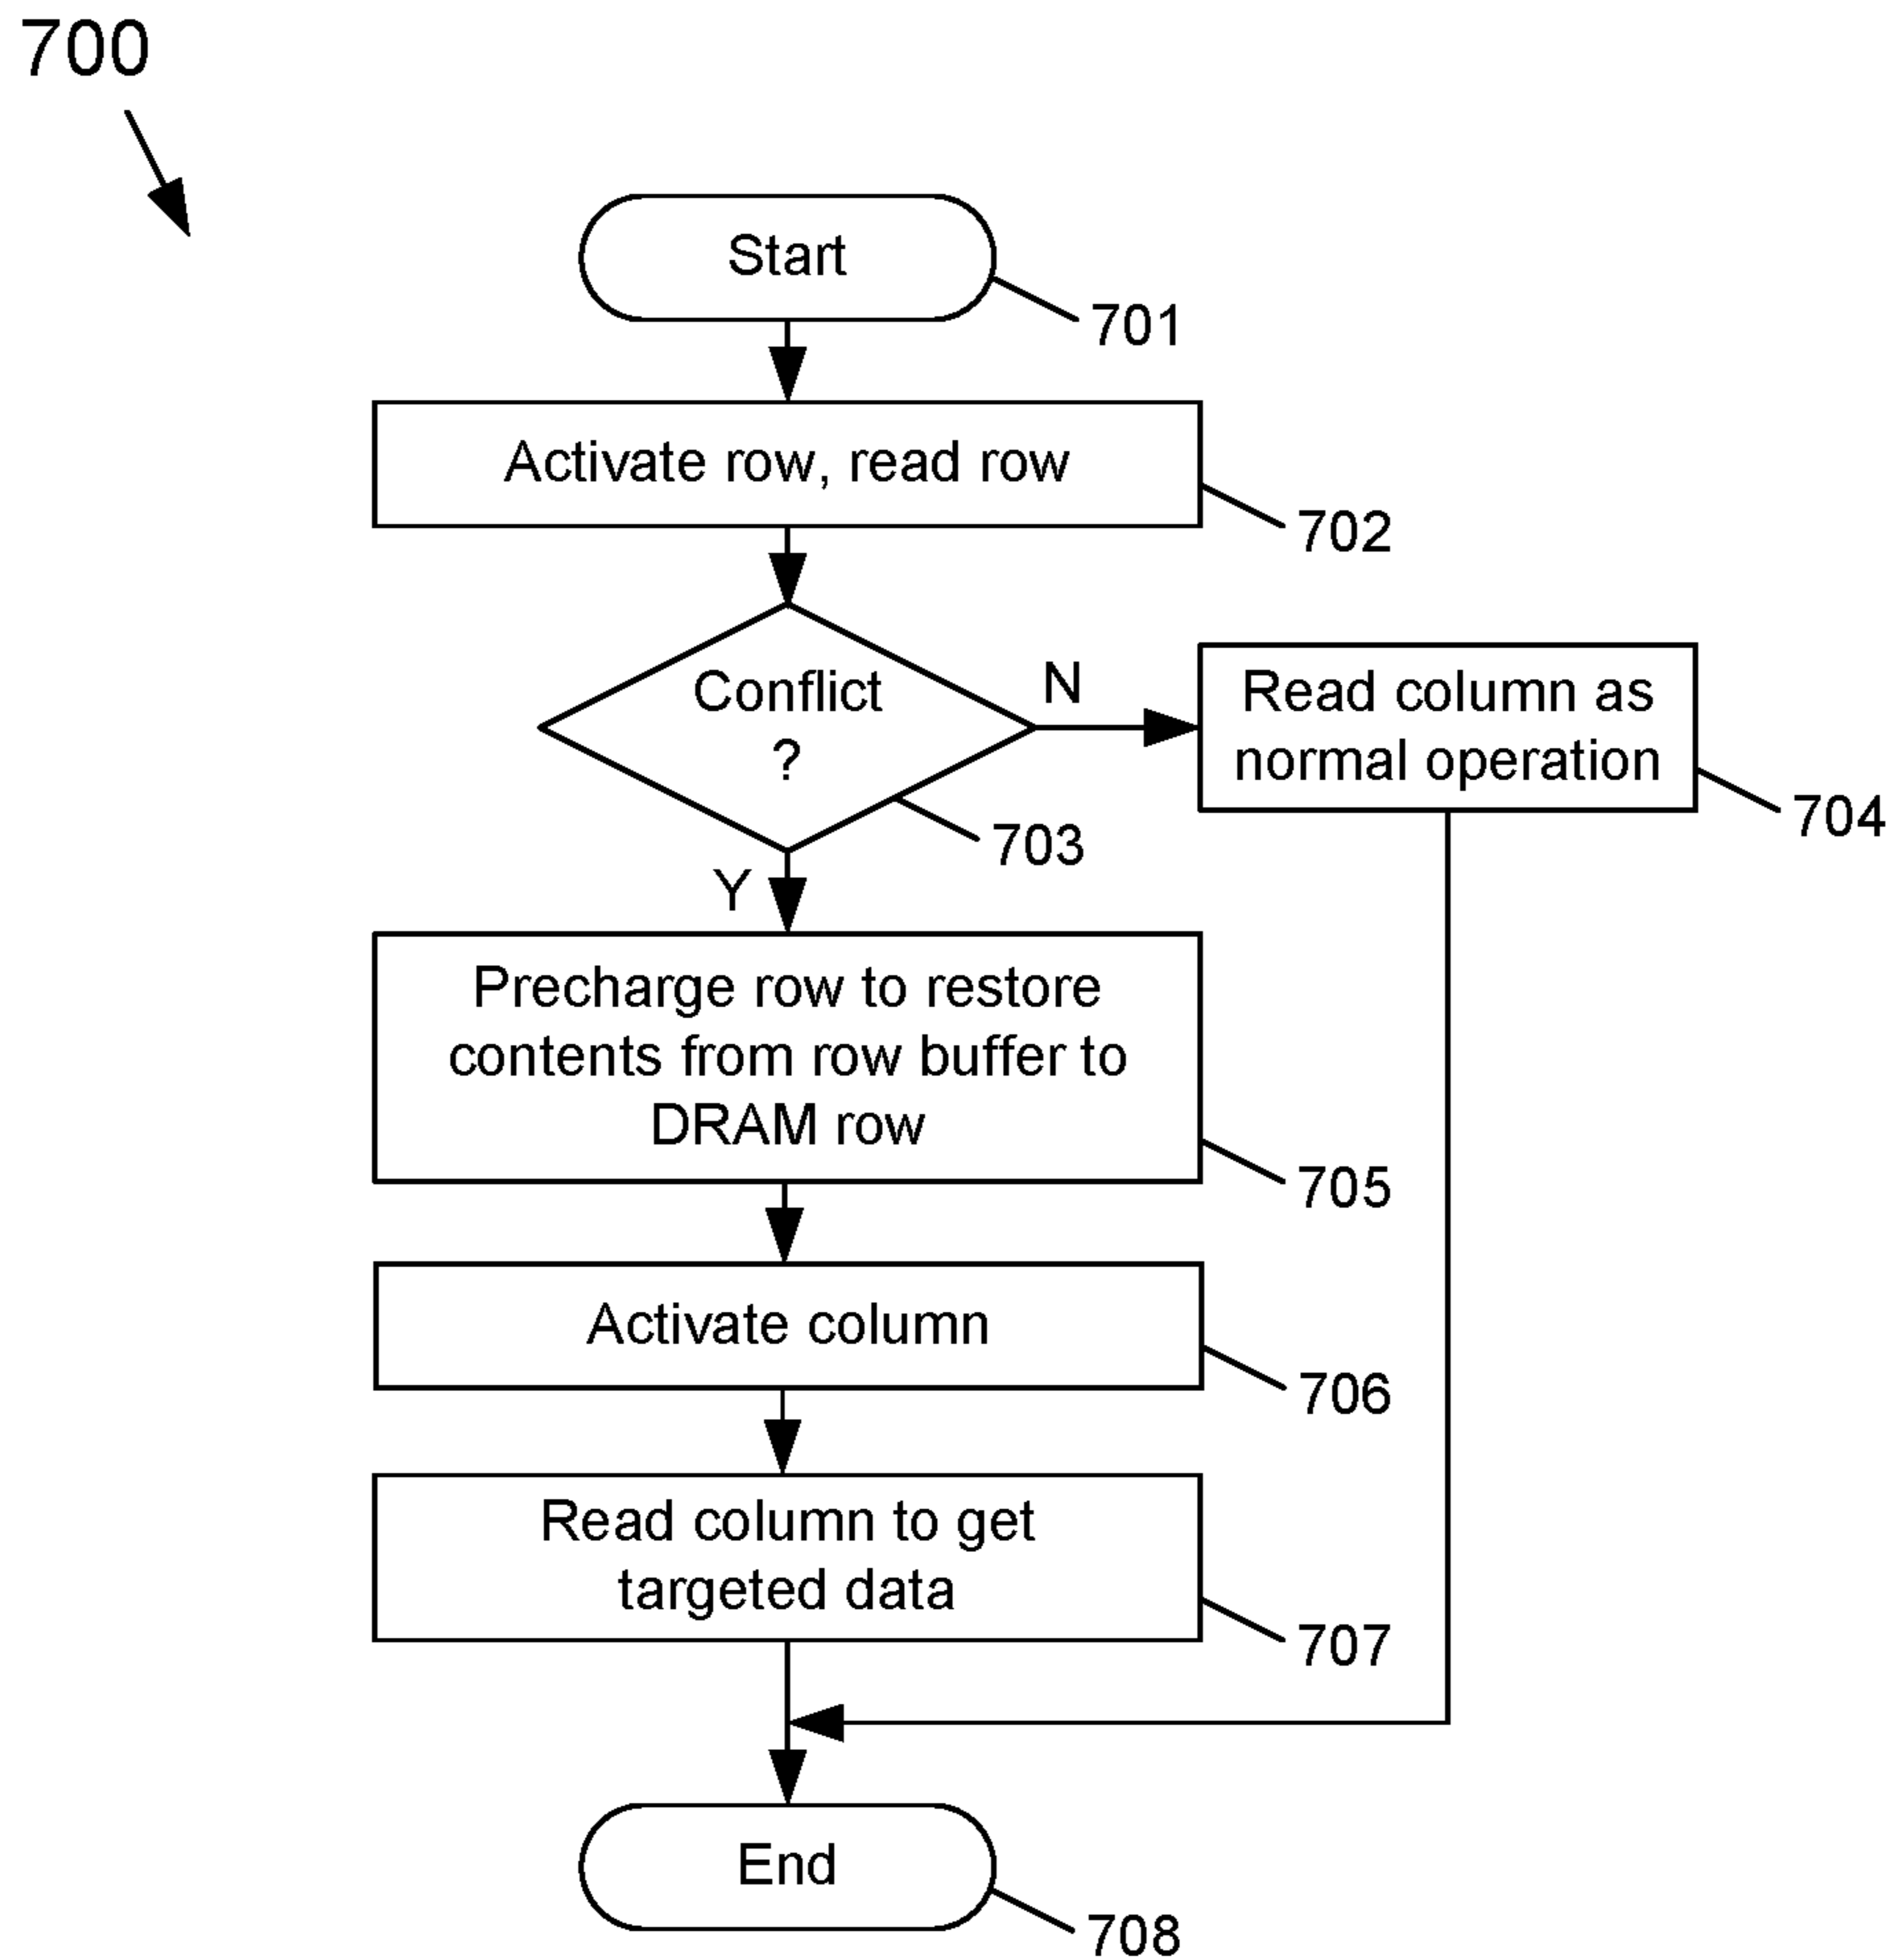 700
Start
701
Activate row, read row
702
Conflict
?
N
703
Read column as
normal operation
704
Y
Precharge row to restore
contents from row buffer to
DRAM row
705
Activate column
706
Read column to get
targeted data
707
End
708